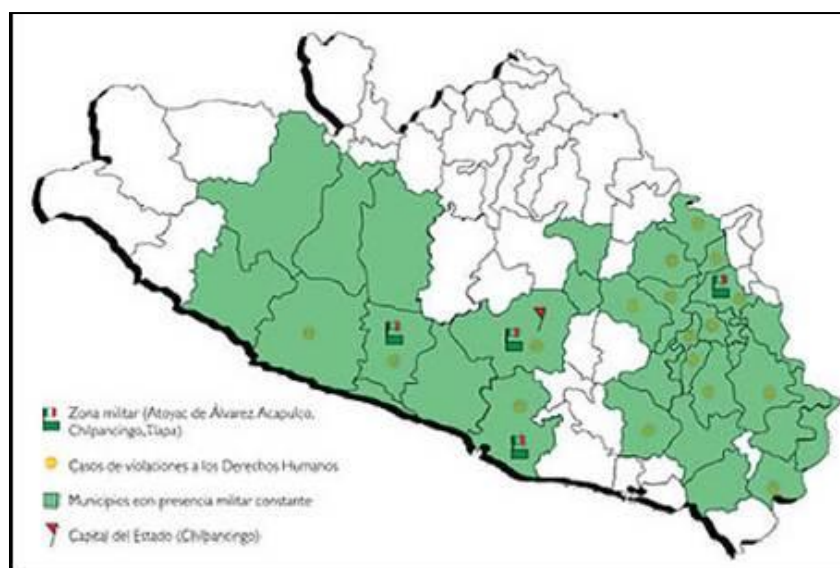 Zona militar (Atoyac de Álvarez Acapulco,
Chilpancingo, Tlapa)
Casos de violaciones a los Derechos Humanos
Municipios con presencia militar constante
Capital del Estado (Chilpancingo)